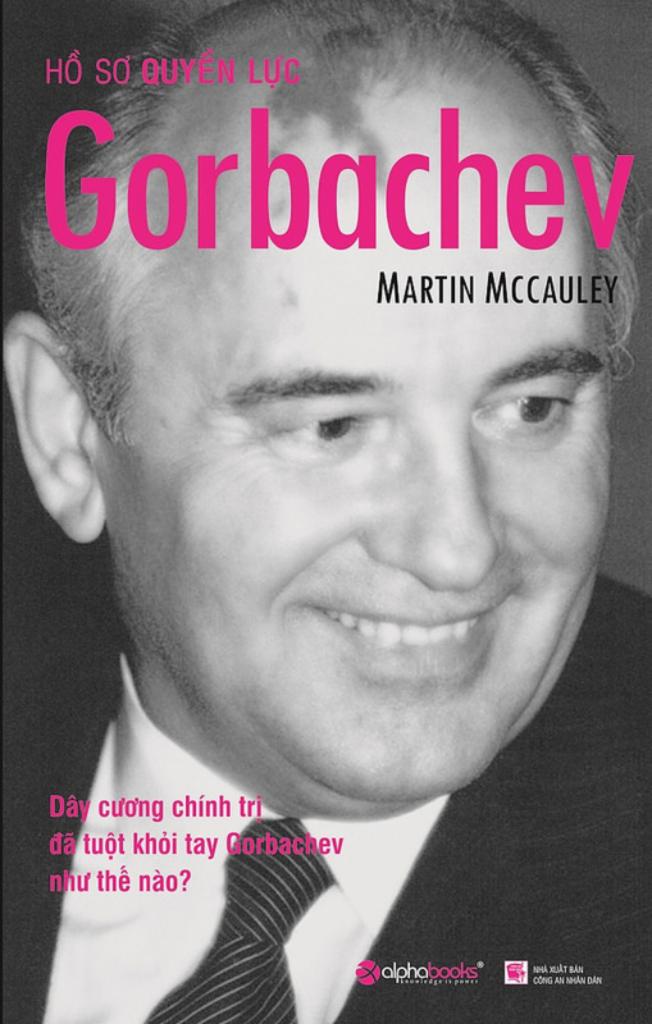 HỒ SƠ QUYỀN LỰC
Gorbachev
MARTIN MCCAULEY
Dây cương chính trị
đã tuột khỏi tay Gorbachev
như thế nào?
alphabooks®
knowledge is power
NHÀ XUẤT BẢN
CÔNG AN NHÂN DÂN